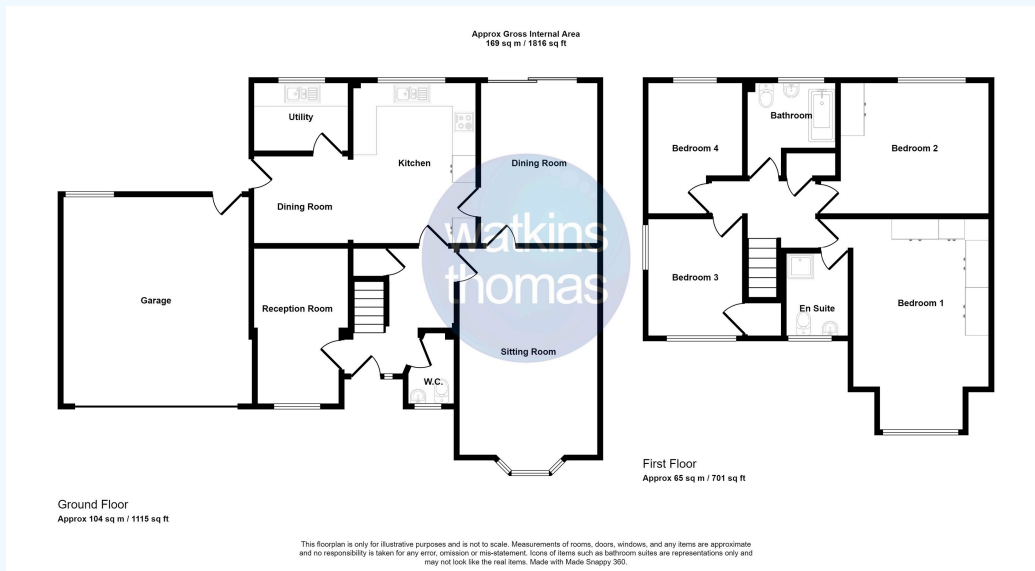 Approx Gross Internal Area
169 sq m / 1816 sq ft
Utility
Kitchen
Dining Room
Dining Room
Garage
Reception Room
Sitting Room
W.C.
watkins
thomas
Bathroom
Bedroom 4
Bedroom 2
Bedroom 3
En Suite
Bedroom 1
Ground Floor
Approx 104 sq m / 1115 sq ft
First Floor
Approx 65 sq m / 701 sq ft
This floorplan is only for illustrative purposes and is not to scale. Measurements of rooms, doors, windows, and any items are approximate
and no responsibility is taken for any error, omission or mis-statement. Icons of items such as bathroom suites are representations only and
may not look like the real items. Made with Made Snappy 360.